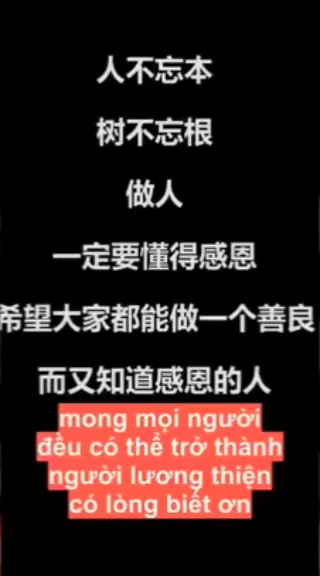 人不忘本
树不忘根
做人
一定要懂得感恩
希望大家都能做一个善良
而又知道感恩的人
mong mọi người
đều có thể trở thành
người lương thiện
có lòng biết ơn